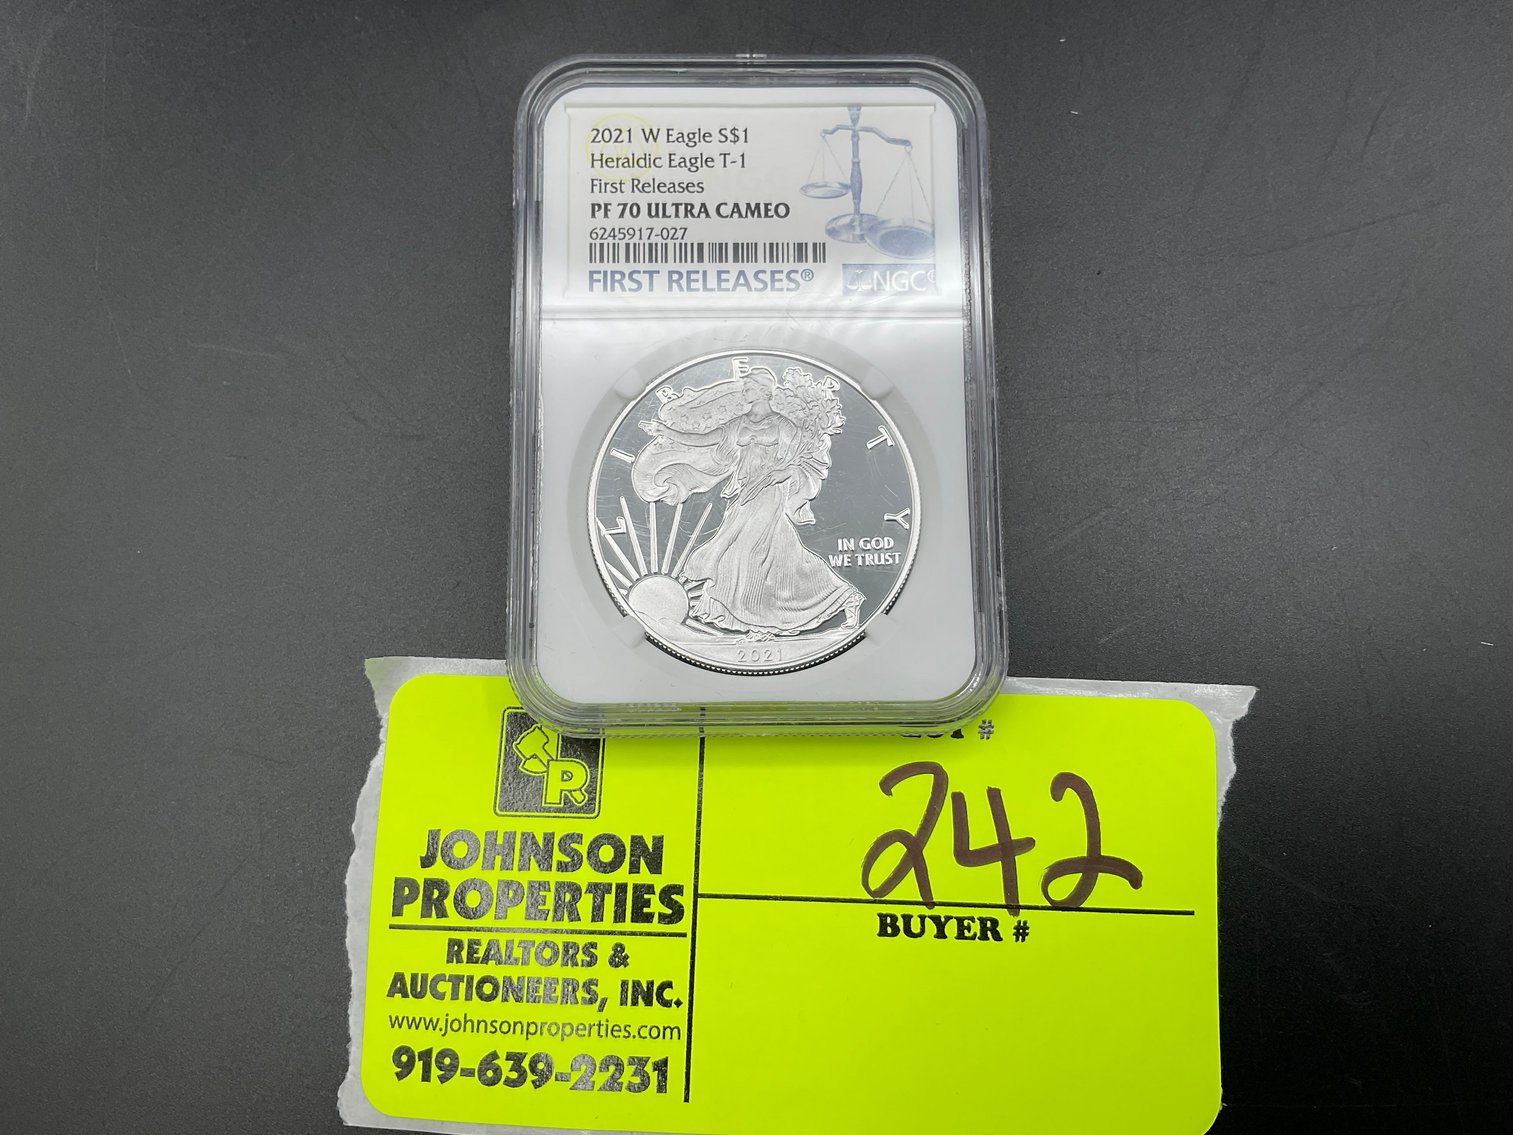 2021 W Eagle S$1
Heraldic Eagle T-1
First Releases
PF 70 ULTRA CAMEO
6245917-027
FIRST RELEASES®
NGC®
LIBERTY
IN GOD
WE TRUST
2021
#
242
BUYER #
JP
JOHNSON
PROPERTIES
REALTORS &
AUCTIONEERS, INC.
www.johnsonproperties.com
919-639-2231